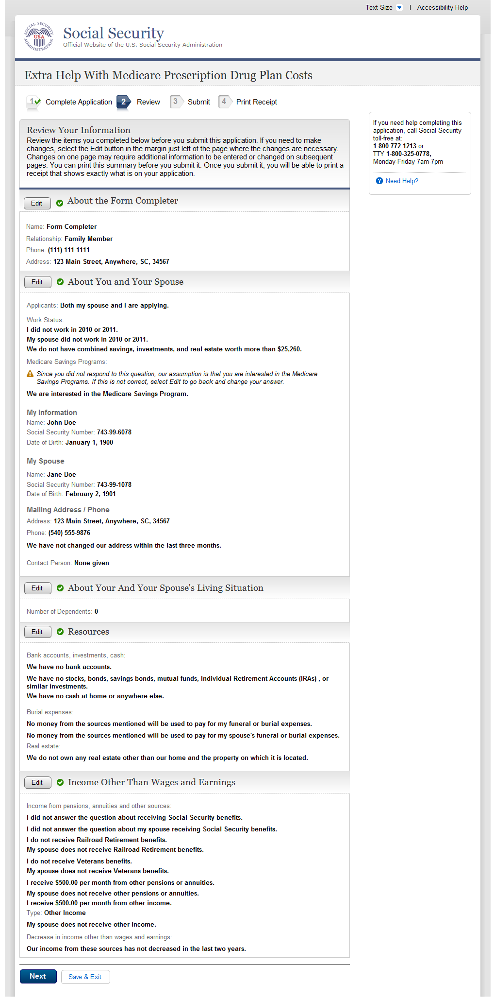 Text Size | Accessibility Help
SOCIAL SECURITY ADMINISTRATION
USA
Social Security
Official Website of the U.S. Social Security Administration
Extra Help With Medicare Prescription Drug Plan Costs
1 Complete Application 2 Review 3 Submit 4 Print Receipt
If you need help completing this
application, call Social Security
toll-free at:
1-800-772-1213 or
TTY 1-800-325-0778,
Monday-Friday 7am-7pm
? Need Help?
Review Your Information
Review the items you completed below before you submit this application. If you need to make
changes, select the Edit button in the margin just left of the page where the changes are necessary.
Changes on one page may require additional information to be entered or changed on subsequent
pages. You can print this summary before you submit it. Once you submit it, you will be able to print a
receipt that shows exactly what is on your application.
Edit About the Form Completer
Name: Form Completer
Relationship: Family Member
Phone: (111) 111-1111
Address: 123 Main Street, Anywhere, SC, 34567
Edit About You and Your Spouse
Applicants: Both my spouse and I are applying.
Work Status:
I did not work in 2010 or 2011.
My spouse did not work in 2010 or 2011.
We do not have combined savings, investments, and real estate worth more than $25,260.
Medicare Savings Programs:
Since you did not respond to this question, our assumption is that you are interested in the Medicare
Savings Programs. If this is not correct, select Edit to go back and change your answer.
We are interested in the Medicare Savings Program.
My Information
Name: John Doe
Social Security Number: 743-99-6078
Date of Birth: January 1, 1900
My Spouse
Name: Jane Doe
Social Security Number: 743-99-1078
Date of Birth: February 2, 1901
Mailing Address / Phone
Address: 123 Main Street, Anywhere, SC, 34567
Phone: (540) 555-9876
We have not changed our address within the last three months.
Contact Person: None given
Edit About Your And Your Spouse's Living Situation
Number of Dependents: 0
Edit Resources
Bank accounts, investments, cash:
We have no bank accounts.
We have no stocks, bonds, savings bonds, mutual funds, Individual Retirement Accounts (IRAs) , or
similar investments.
We have no cash at home or anywhere else.
Burial expenses:
No money from the sources mentioned will be used to pay for my funeral or burial expenses.
No money from the sources mentioned will be used to pay for my spouse's funeral or burial expenses.
Real estate:
We do not own any real estate other than our home and the property on which it is located.
Edit Income Other Than Wages and Earnings
Income from pensions, annuities and other sources:
I did not answer the question about receiving Social Security benefits.
I did not answer the question about my spouse receiving Social Security benefits.
I do not receive Railroad Retirement benefits.
My spouse does not receive Railroad Retirement benefits.
I do not receive Veterans benefits.
My spouse does not receive Veterans benefits.
I receive $500.00 per month from other pensions or annuities.
My spouse does not receive other pensions or annuities.
I receive $500.00 per month from other income.
Type: Other Income
My spouse does not receive other income.
Decrease in income other than wages and earnings:
Our income from these sources has not decreased in the last two years.
Next Save & Exit